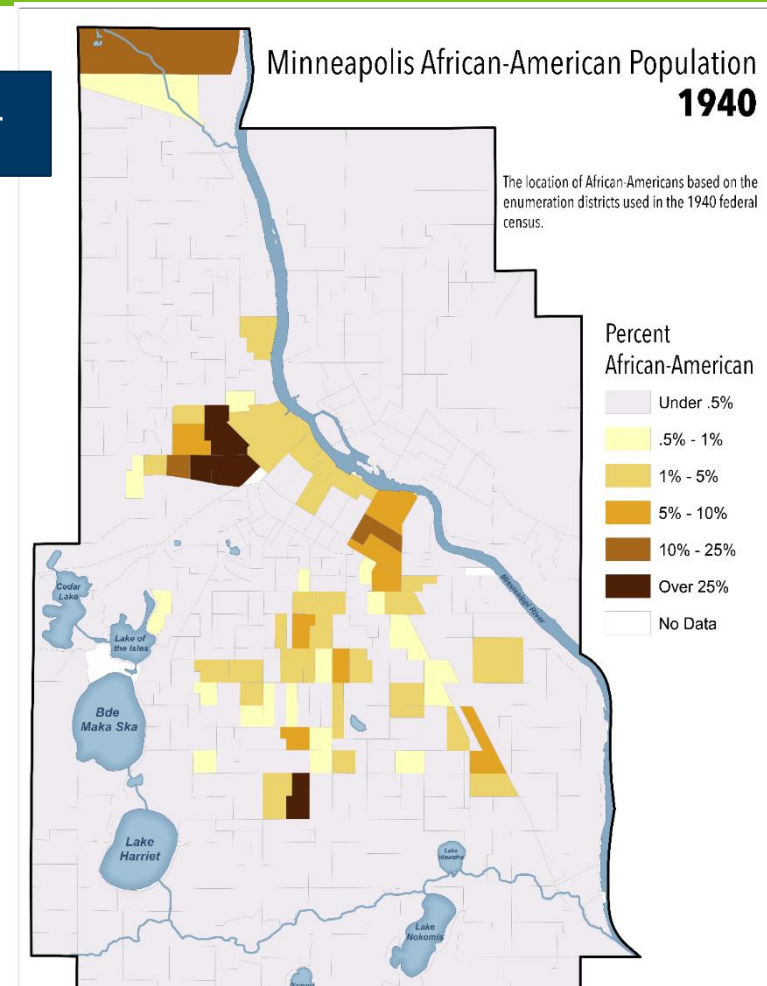 Minneapolis African-American Population
1940
The location of African-Americans based on the
enumeration districts used in the 1940 federal
census.
Percent
African-American
Under .5%
.5% - 1%
1% - 5%
5% - 10%
10% - 25%
Over 25%
No Data
Mississippi River
Cedar
Lake
Lake of
the Isles
Bde
Maka Ska
Lake
Harriet
Lake
Hiawatha
Lake
Nokomis